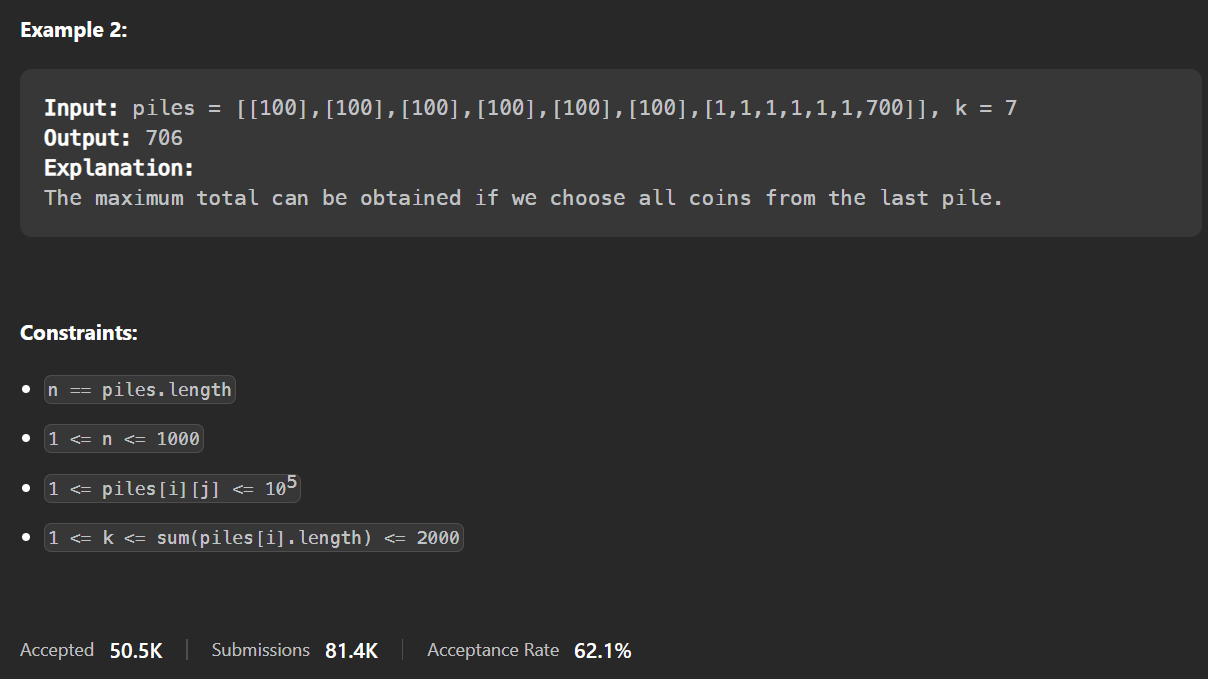 Example 2:
Input: piles = [[100],[100],[100],[100],[100],[100],[1,1,1,1,1,1,700]], k = 7
Output: 706
Explanation:
The maximum total can be obtained if we choose all coins from the last pile.
Constraints:
n == piles.length
1 <= n <= 1000
1 <= piles[i][j] <= 10⁵
1 <= k <= sum(piles[i].length) <= 2000
Accepted 50.5K Submissions 81.4K Acceptance Rate 62.1%